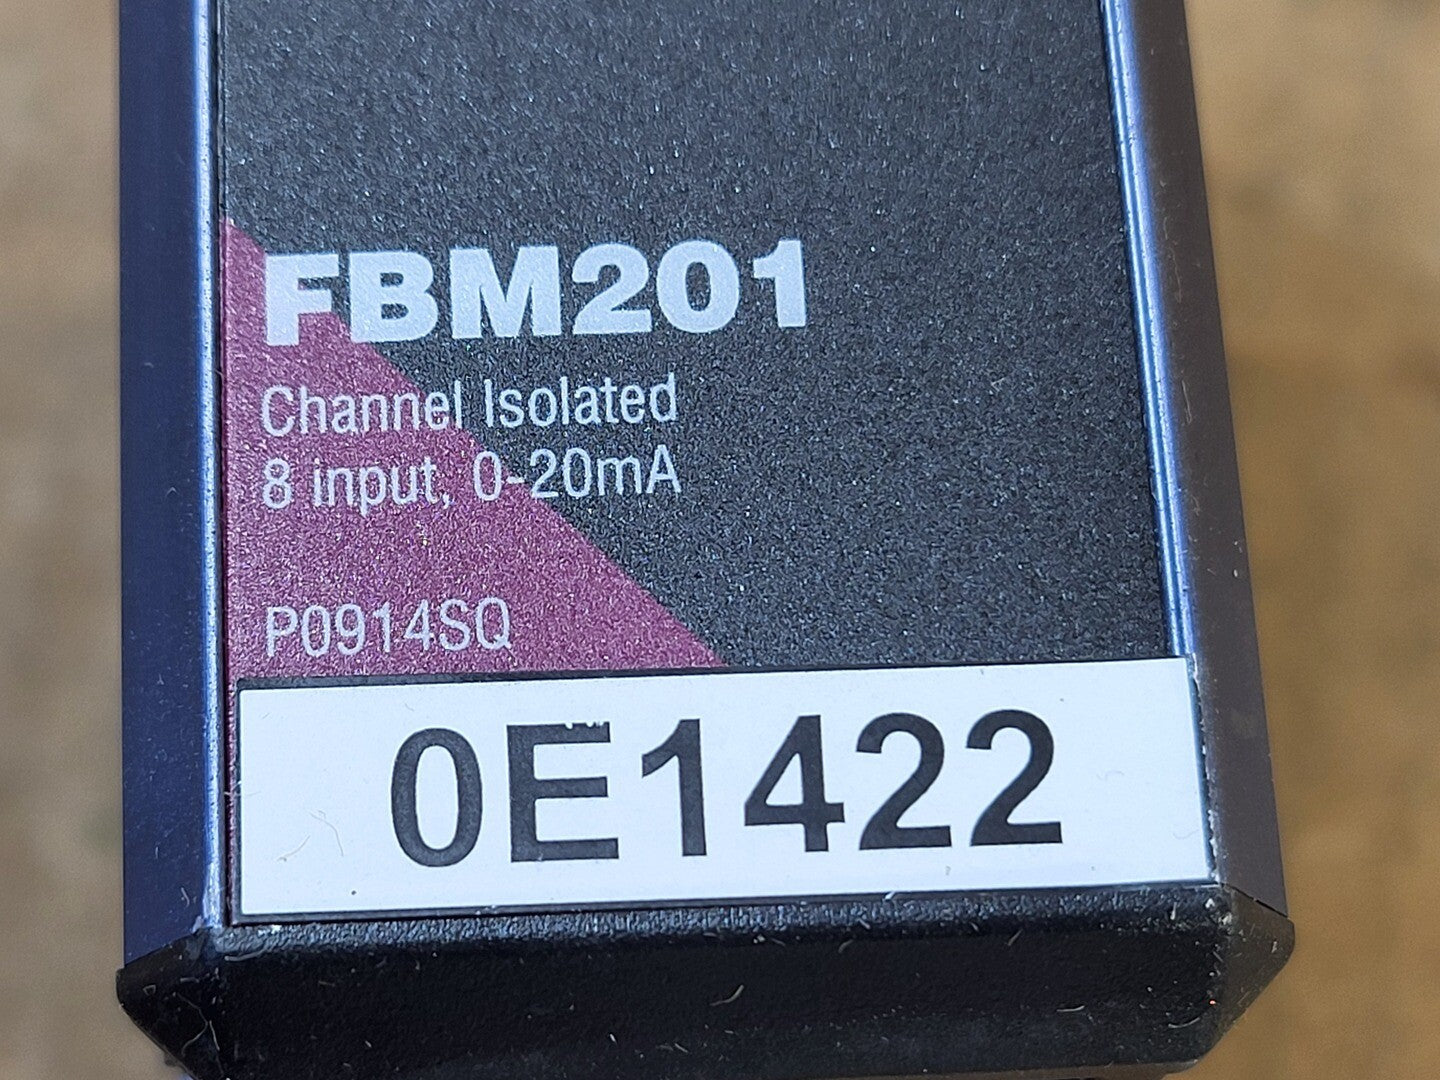 FBM201
Channel Isolated
8 input, 0-20mA
P0914SQ
0E1422